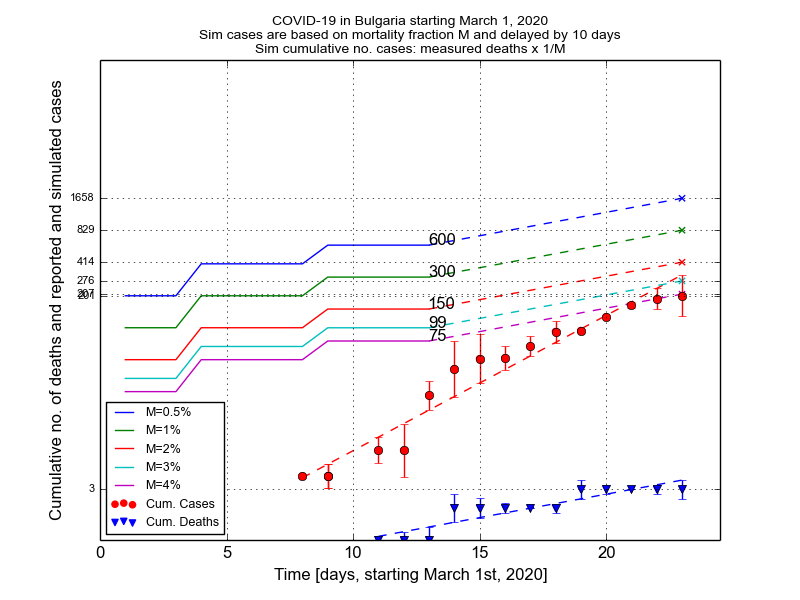 COVID-19 in Bulgaria starting March 1, 2020
Sim cases are based on mortality fraction M and delayed by 10 days
Sim cumulative no. cases: measured deaths x 1/M
Cumulative no. of deaths and reported and simulated cases
1658
829
414
276
207
201
3
600
300
150
99
75
M=0.5%
M=1%
M=2%
M=3%
M=4%
Cum. Cases
Cum. Deaths
0 5 10 15 20
Time [days, starting March 1st, 2020]